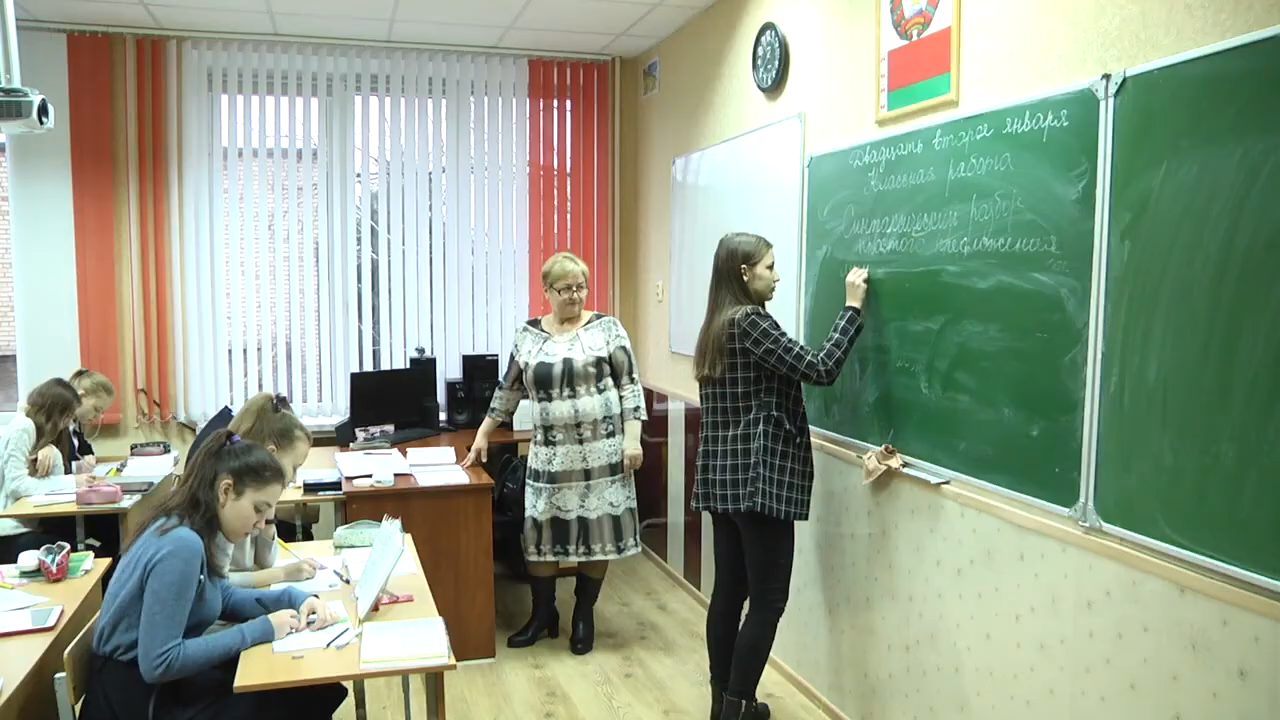 Двадцать второе января
Классная работа
Синтаксический разбор
простого предложения